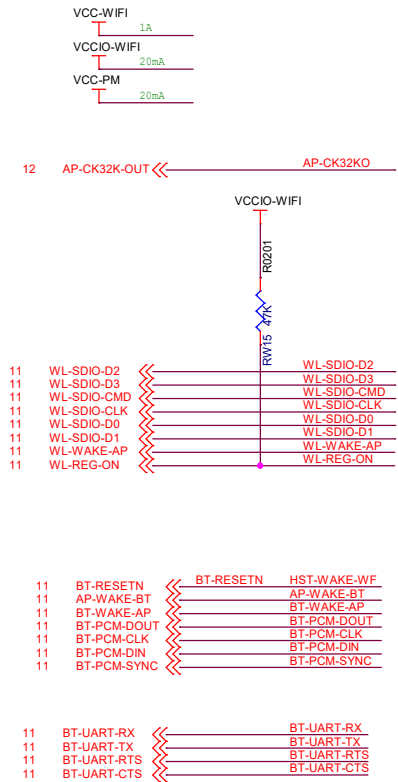 VCC-WIFI
1A
VCCIO-WIFI
20mA
VCC-PM
20mA
12 AP-CK32K-OUT AP-CK32KO
VCCIO-WIFI
R0201
47K
RW15
11 WL-SDIO-D2 WL-SDIO-D2
11 WL-SDIO-D3 WL-SDIO-D3
11 WL-SDIO-CMD WL-SDIO-CMD
11 WL-SDIO-CLK WL-SDIO-CLK
11 WL-SDIO-D0 WL-SDIO-D0
11 WL-SDIO-D1 WL-SDIO-D1
11 WL-WAKE-AP WL-WAKE-AP
11 WL-REG-ON WL-REG-ON
11 BT-RESETN BT-RESETN HST-WAKE-WF
11 AP-WAKE-BT AP-WAKE-BT
11 BT-WAKE-AP BT-WAKE-AP
11 BT-PCM-DOUT BT-PCM-DOUT
11 BT-PCM-CLK BT-PCM-CLK
11 BT-PCM-DIN BT-PCM-DIN
11 BT-PCM-SYNC BT-PCM-SYNC
11 BT-UART-RX BT-UART-RX
11 BT-UART-TX BT-UART-TX
11 BT-UART-RTS BT-UART-RTS
11 BT-UART-CTS BT-UART-CTS